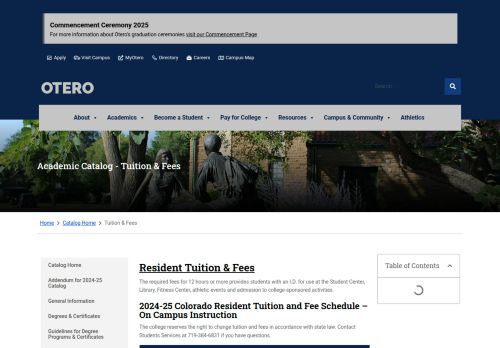 Commencement Ceremony 2025
For more information about Otero's graduation ceremonies visit our Commencement Page
Apply Visit Campus MyOtero Directory Careers Campus Map
OTERO
Search
About Academics Become a Student Pay for College Resources Campus & Community Athletics
Academic Catalog - Tuition & Fees
Home > Catalog Home > Tuition & Fees
Catalog Home
Addendum for 2024-25
Catalog
General Information
Degrees & Certificates
Guidelines for Degree
Programs & Certificates
Resident Tuition & Fees
The required fees for 12 hours or more provides students with an I.D. for use at the Student Center,
Library, Fitness Center, athletic events and admission to college-sponsored activities.
2024-25 Colorado Resident Tuition and Fee Schedule –
On Campus Instruction
The college reserves the right to change tuition and fees in accordance with state law. Contact
Students Services at 719-384-6831 if you have questions.
Table of Contents